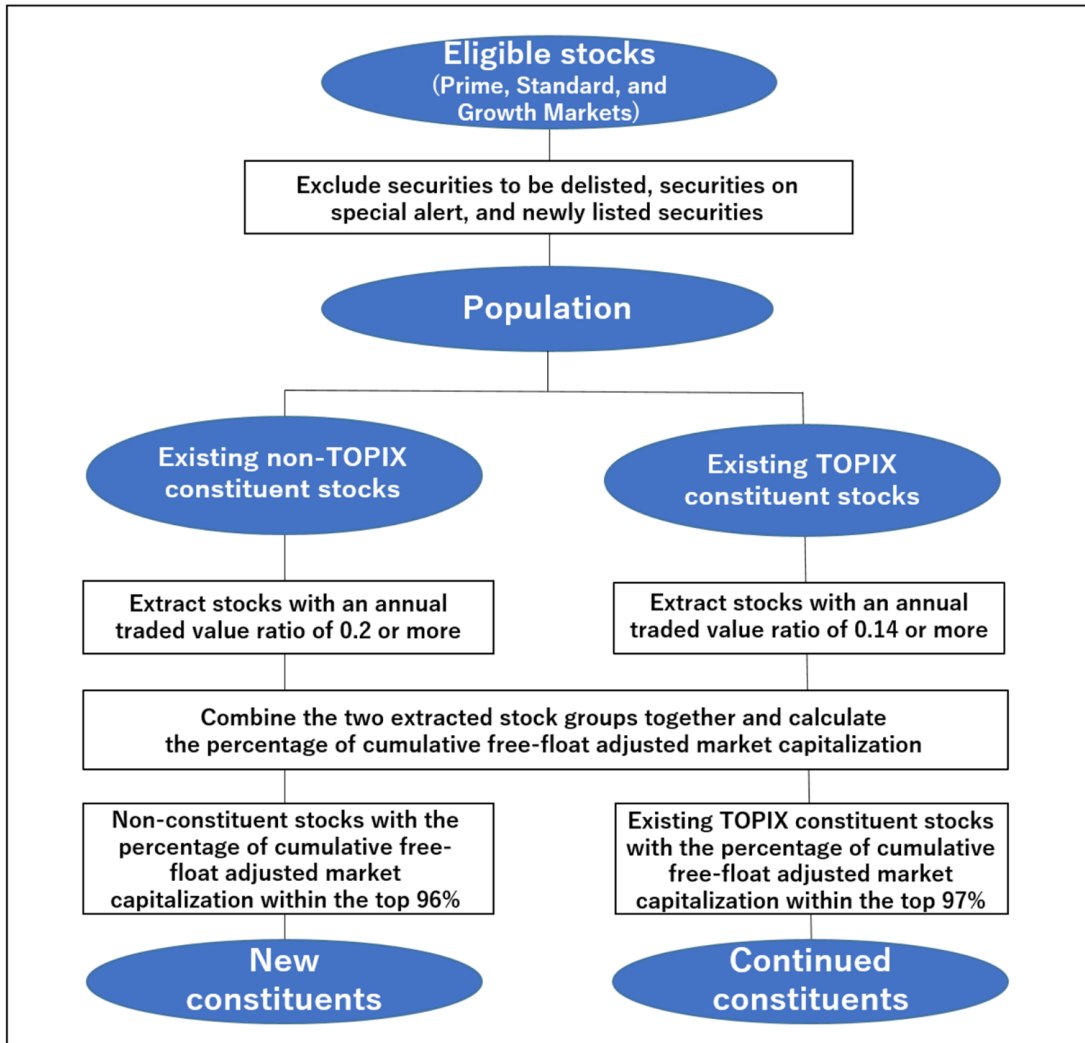 Eligible stocks
(Prime, Standard, and
Growth Markets)
Exclude securities to be delisted, securities on
special alert, and newly listed securities
Population
Existing non-TOPIX
constituent stocks
Existing TOPIX
constituent stocks
Extract stocks with an annual
traded value ratio of 0.2 or more
Extract stocks with an annual
traded value ratio of 0.14 or more
Combine the two extracted stock groups together and calculate
the percentage of cumulative free-float adjusted market capitalization
Non-constituent stocks with the
percentage of cumulative free-
float adjusted market
capitalization within the top 96%
Existing TOPIX constituent stocks
with the percentage of cumulative
free-float adjusted market
capitalization within the top 97%
New
constituents
Continued
constituents